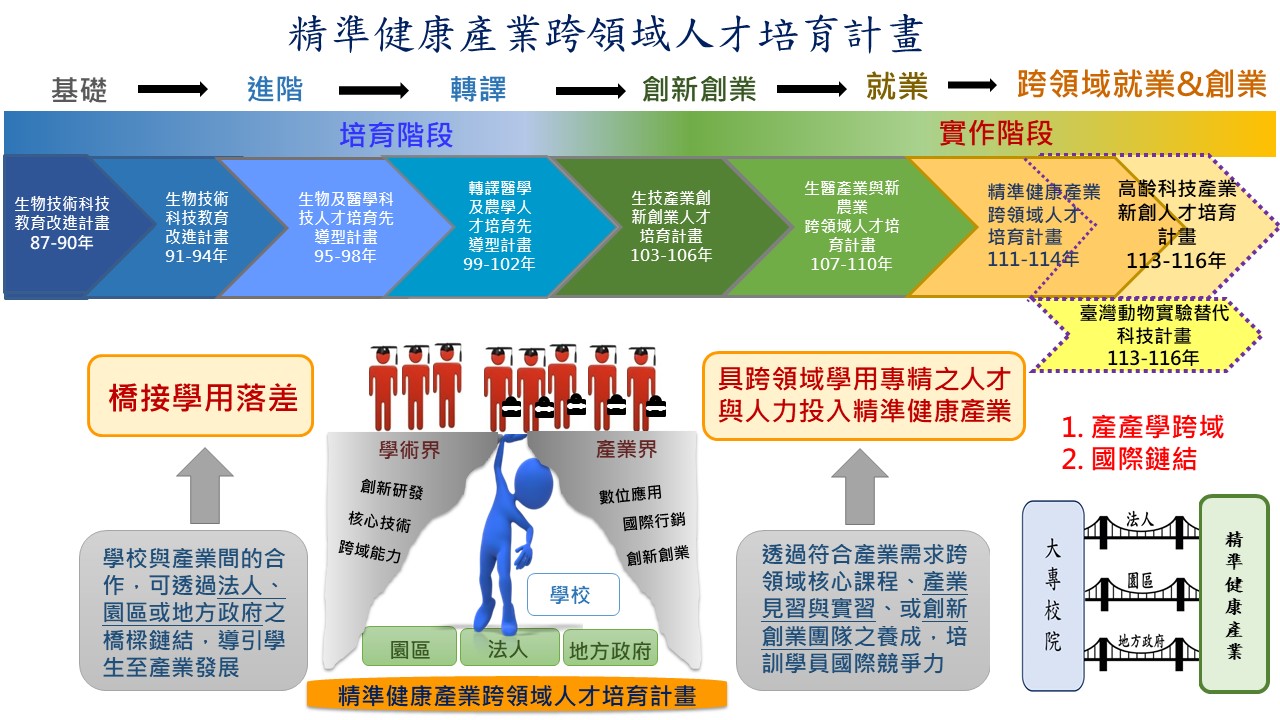 精準健康產業跨領域人才培育計畫
基礎
進階
轉譯
創新創業
就業
跨領域就業&創業
培育階段
實作階段
生物技術科技
教育改進計畫
87-90年
生物技術
科技教育
改進計畫
91-94年
生物及醫學科
技人才培育先
導型計畫
95-98年
轉譯醫學
及農學人
才培育先
導型計畫
99-102年
生技產業創
新創業人才
培育計畫
103-106年
生醫產業與新
農業
跨領域人才培
育計畫
107-110年
精準健康產業
跨領域人才
培育計畫
111-114年
高齡科技產業
新創人才培育
計畫
113-116年
臺灣動物實驗替代
科技計畫
113-116年
橋接學用落差
學校與產業間的合
作，可透過法人、
園區或地方政府之
橋樑鏈結，導引學
生至產業發展
學術界
創新研發
核心技術
跨域能力
產業界
數位應用
國際行銷
創新創業
學校
園區
法人
地方政府
精準健康產業跨領域人才培育計畫
具跨領域學用專精之人才
與人力投入精準健康產業
透過符合產業需求跨
領域核心課程、產業
見習與實習、或創新
創業團隊之養成，培
訓學員國際競爭力
1. 產產學跨域
2. 國際鏈結
大專校院
法人
園區
地方政府
精準健康產業